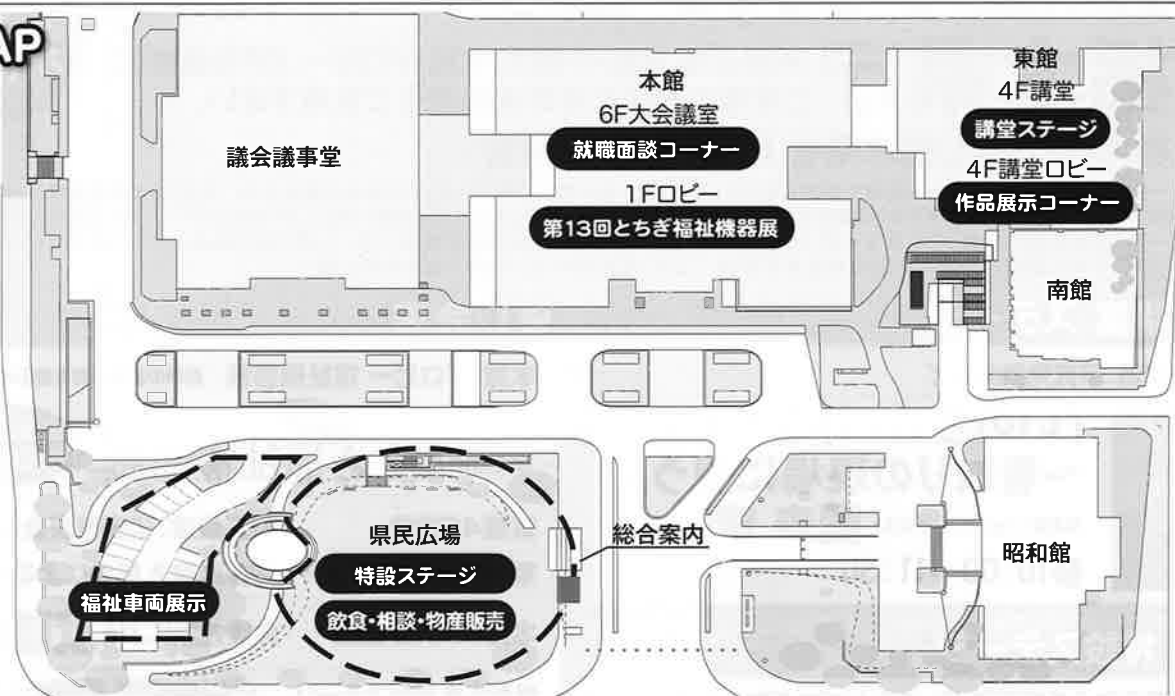 AP
議会議事堂
本館
6F大会議室
就職面談コーナー
1Fロビー
第13回とちぎ福祉機器展
東館
4F講堂
講堂ステージ
4F講堂ロビー
作品展示コーナー
南館
県民広場
特設ステージ
飲食・相談・物産販売
福祉車両展示
総合案内
昭和館